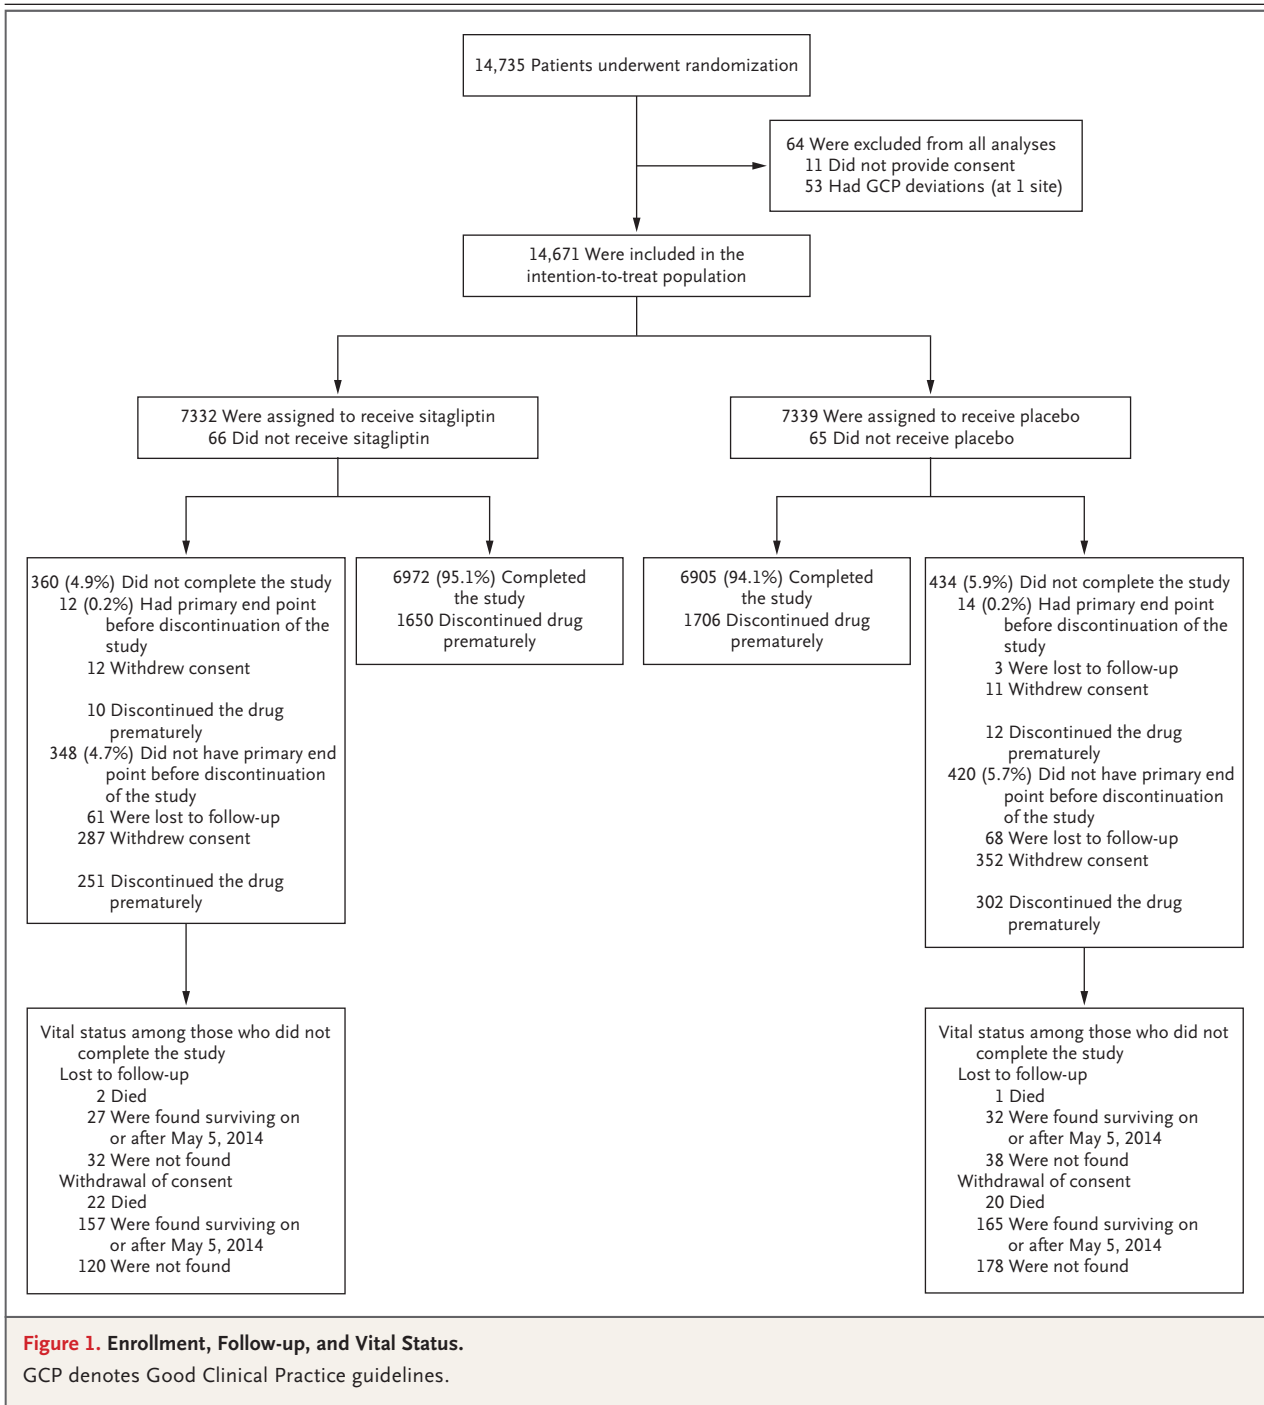 14,735 Patients underwent randomization
64 Were excluded from all analyses
11 Did not provide consent
53 Had GCP deviations (at 1 site)
14,671 Were included in the
intention-to-treat population
7332 Were assigned to receive sitagliptin
66 Did not receive sitagliptin
7339 Were assigned to receive placebo
65 Did not receive placebo
360 (4.9%) Did not complete the study
12 (0.2%) Had primary end point
before discontinuation of the
study
12 Withdrew consent
10 Discontinued the drug
prematurely
348 (4.7%) Did not have primary end
point before discontinuation
of the study
61 Were lost to follow-up
287 Withdrew consent
251 Discontinued the drug
prematurely
6972 (95.1%) Completed
the study
1650 Discontinued drug
prematurely
6905 (94.1%) Completed
the study
1706 Discontinued drug
prematurely
434 (5.9%) Did not complete the study
14 (0.2%) Had primary end point
before discontinuation of the
study
3 Were lost to follow-up
11 Withdrew consent
12 Discontinued the drug
prematurely
420 (5.7%) Did not have primary end
point before discontinuation
of the study
68 Were lost to follow-up
352 Withdrew consent
302 Discontinued the drug
prematurely
Vital status among those who did not
complete the study
Lost to follow-up
2 Died
27 Were found surviving on
or after May 5, 2014
32 Were not found
Withdrawal of consent
22 Died
157 Were found surviving on
or after May 5, 2014
120 Were not found
Vital status among those who did not
complete the study
Lost to follow-up
1 Died
32 Were found surviving on
or after May 5, 2014
38 Were not found
Withdrawal of consent
20 Died
165 Were found surviving on
or after May 5, 2014
178 Were not found
Figure 1. Enrollment, Follow-up, and Vital Status.
GCP denotes Good Clinical Practice guidelines.